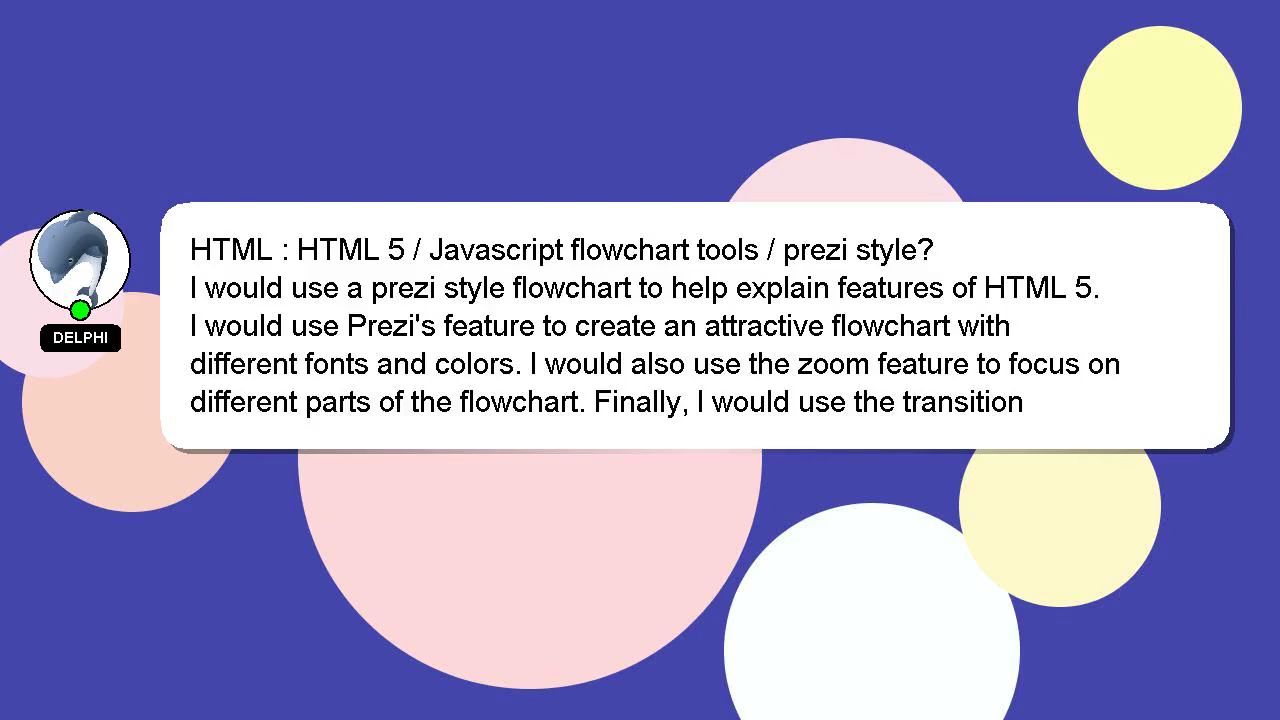 HTML : HTML 5 / Javascript flowchart tools / prezi style?
I would use a prezi style flowchart to help explain features of HTML 5.
I would use Prezi's feature to create an attractive flowchart with
different fonts and colors. I would also use the zoom feature to focus on
different parts of the flowchart. Finally, I would use the transition
DELPHI